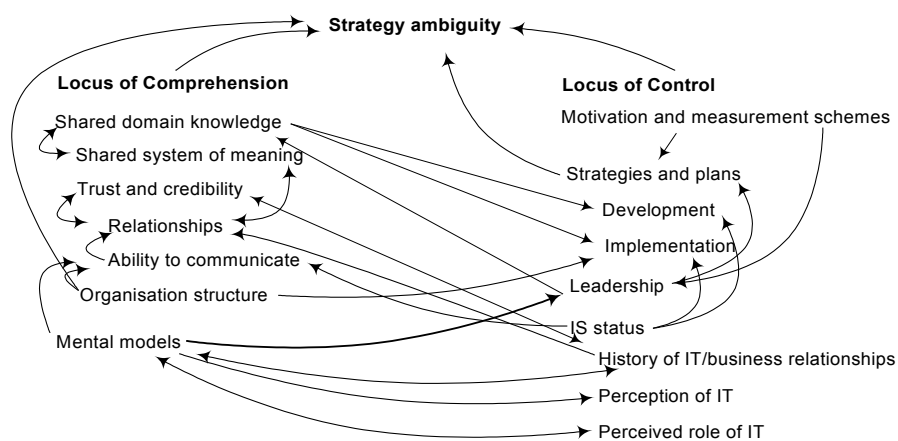 Strategy ambiguity
Locus of Comprehension
Shared domain knowledge
Shared system of meaning
Trust and credibility
Relationships
Ability to communicate
Organisation structure
Mental models
Locus of Control
Motivation and measurement schemes
Strategies and plans
Development
Implementation
Leadership
IS status
History of IT/business relationships
Perception of IT
Perceived role of IT